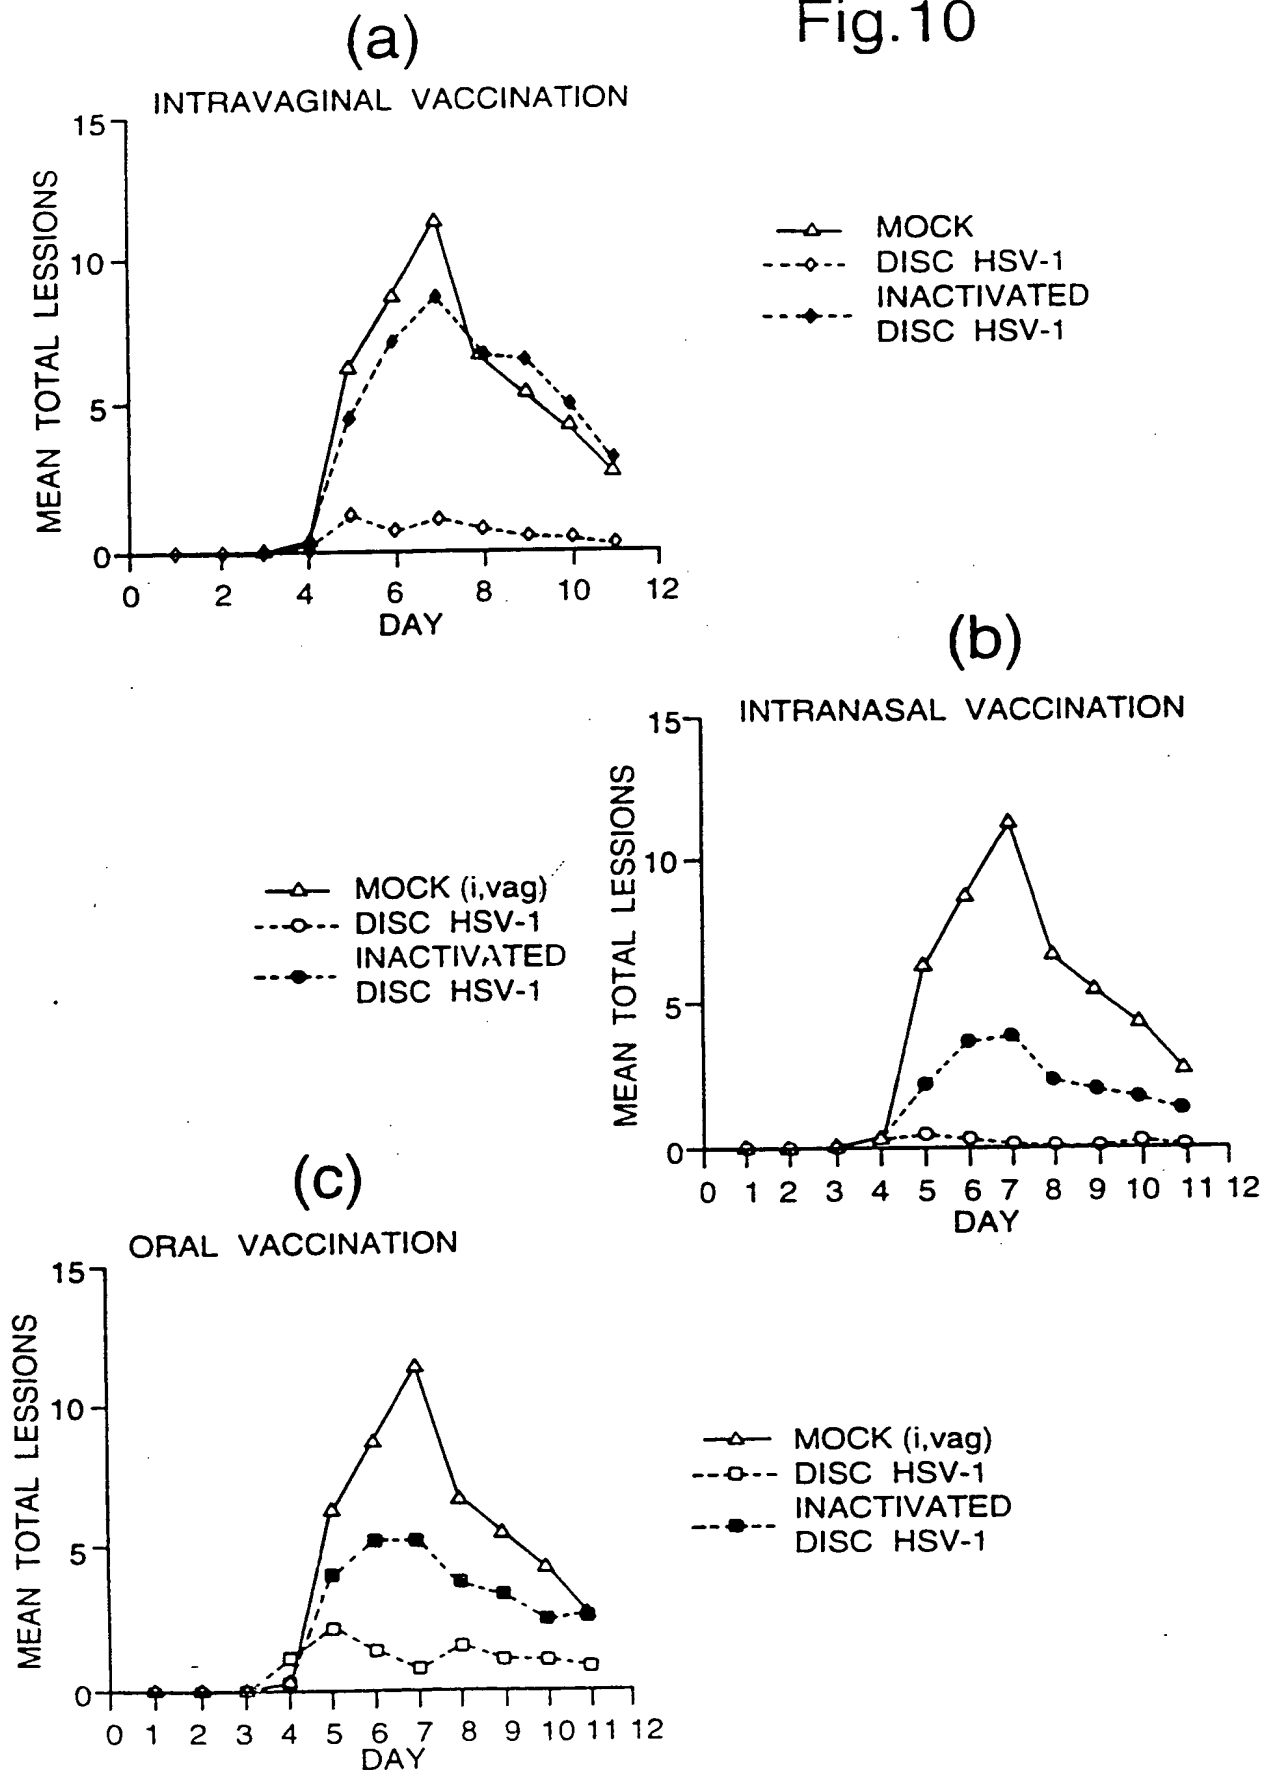 Fig.10
(a)
INTRAVAGINAL VACCINATION
MEAN TOTAL LESSIONS
15
10
5
0
0 2 4 6 8 10 12
DAY
MOCK
DISC HSV-1
INACTIVATED
DISC HSV-1
(b)
INTRANASAL VACCINATION
MEAN TOTAL LESSIONS
15
10
5
0
0 1 2 3 4 5 6 7 8 9 10 11 12
DAY
MOCK (i,vag)
DISC HSV-1
INACTIVATED
DISC HSV-1
(c)
ORAL VACCINATION
MEAN TOTAL LESSIONS
15
10
5
0
0 1 2 3 4 5 6 7 8 9 10 11 12
DAY
MOCK (i,vag)
DISC HSV-1
INACTIVATED
DISC HSV-1